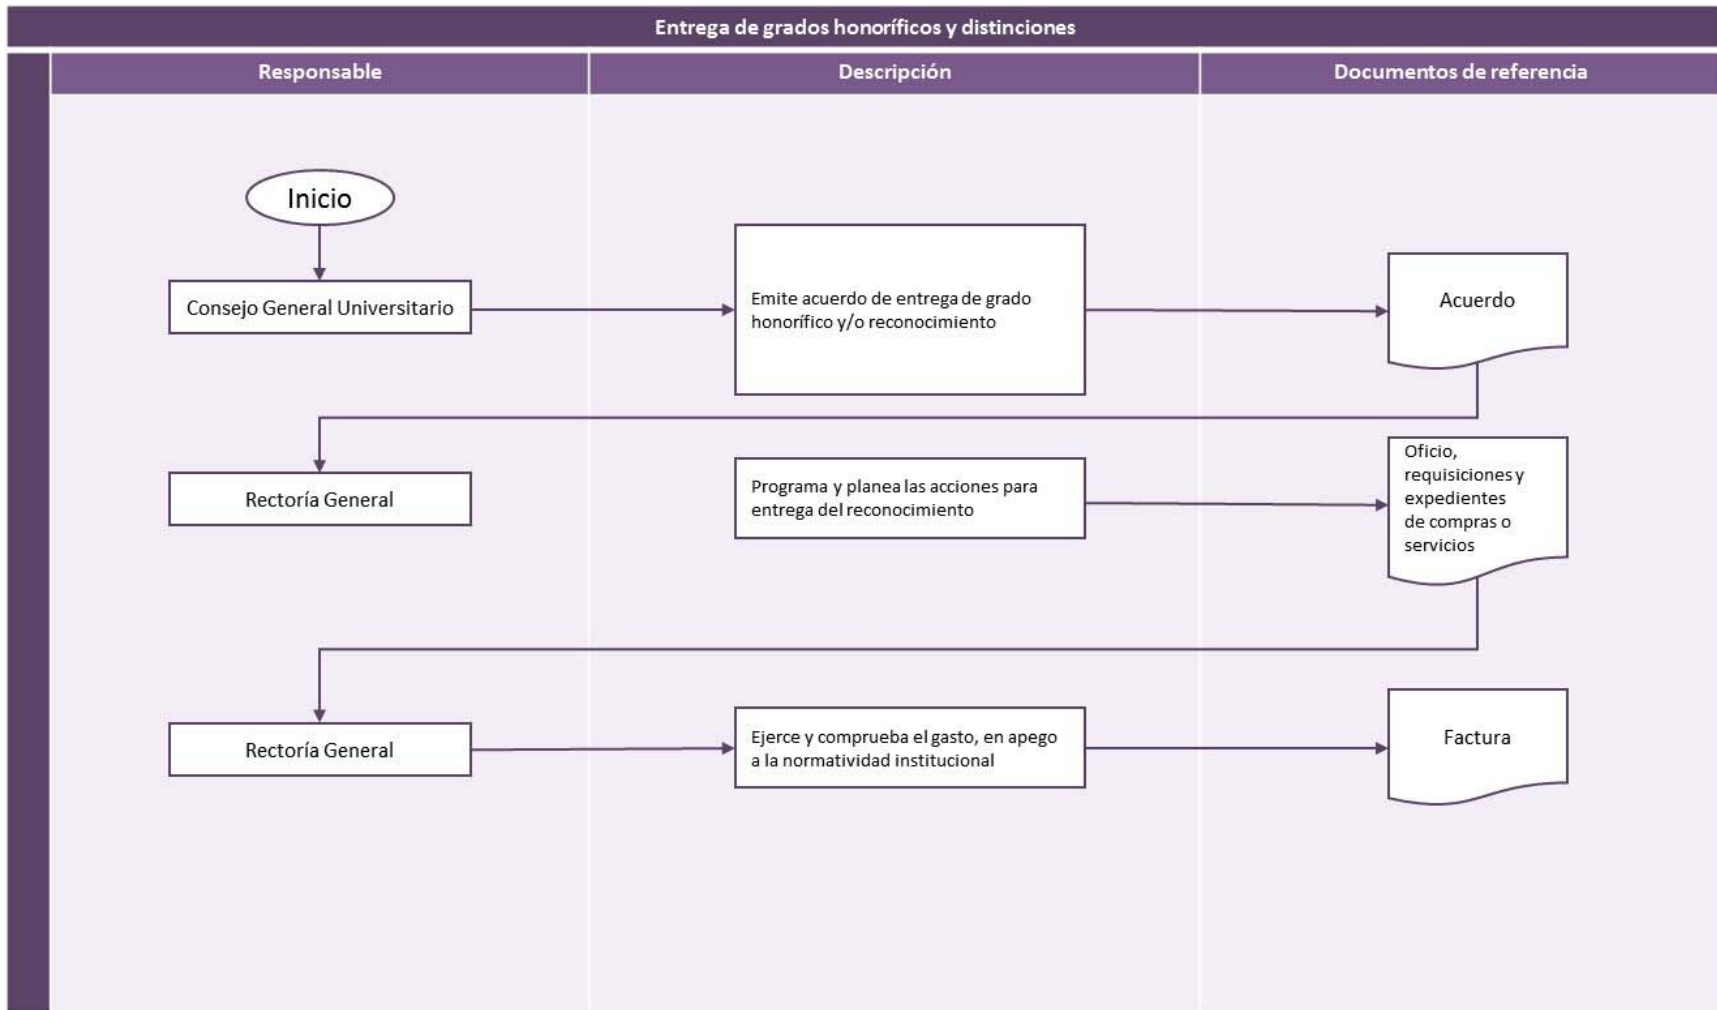 Entrega de grados honoríficos y distinciones
Responsable
Descripción
Documentos de referencia
Inicio
Consejo General Universitario
Emite acuerdo de entrega de grado
honorífico y/o reconocimiento
Acuerdo
Rectoría General
Programa y planea las acciones para
entrega del reconocimiento
Oficio,
requisiciones y
expedientes
de compras o
servicios
Rectoría General
Ejerce y comprueba el gasto, en apego
a la normatividad institucional
Factura